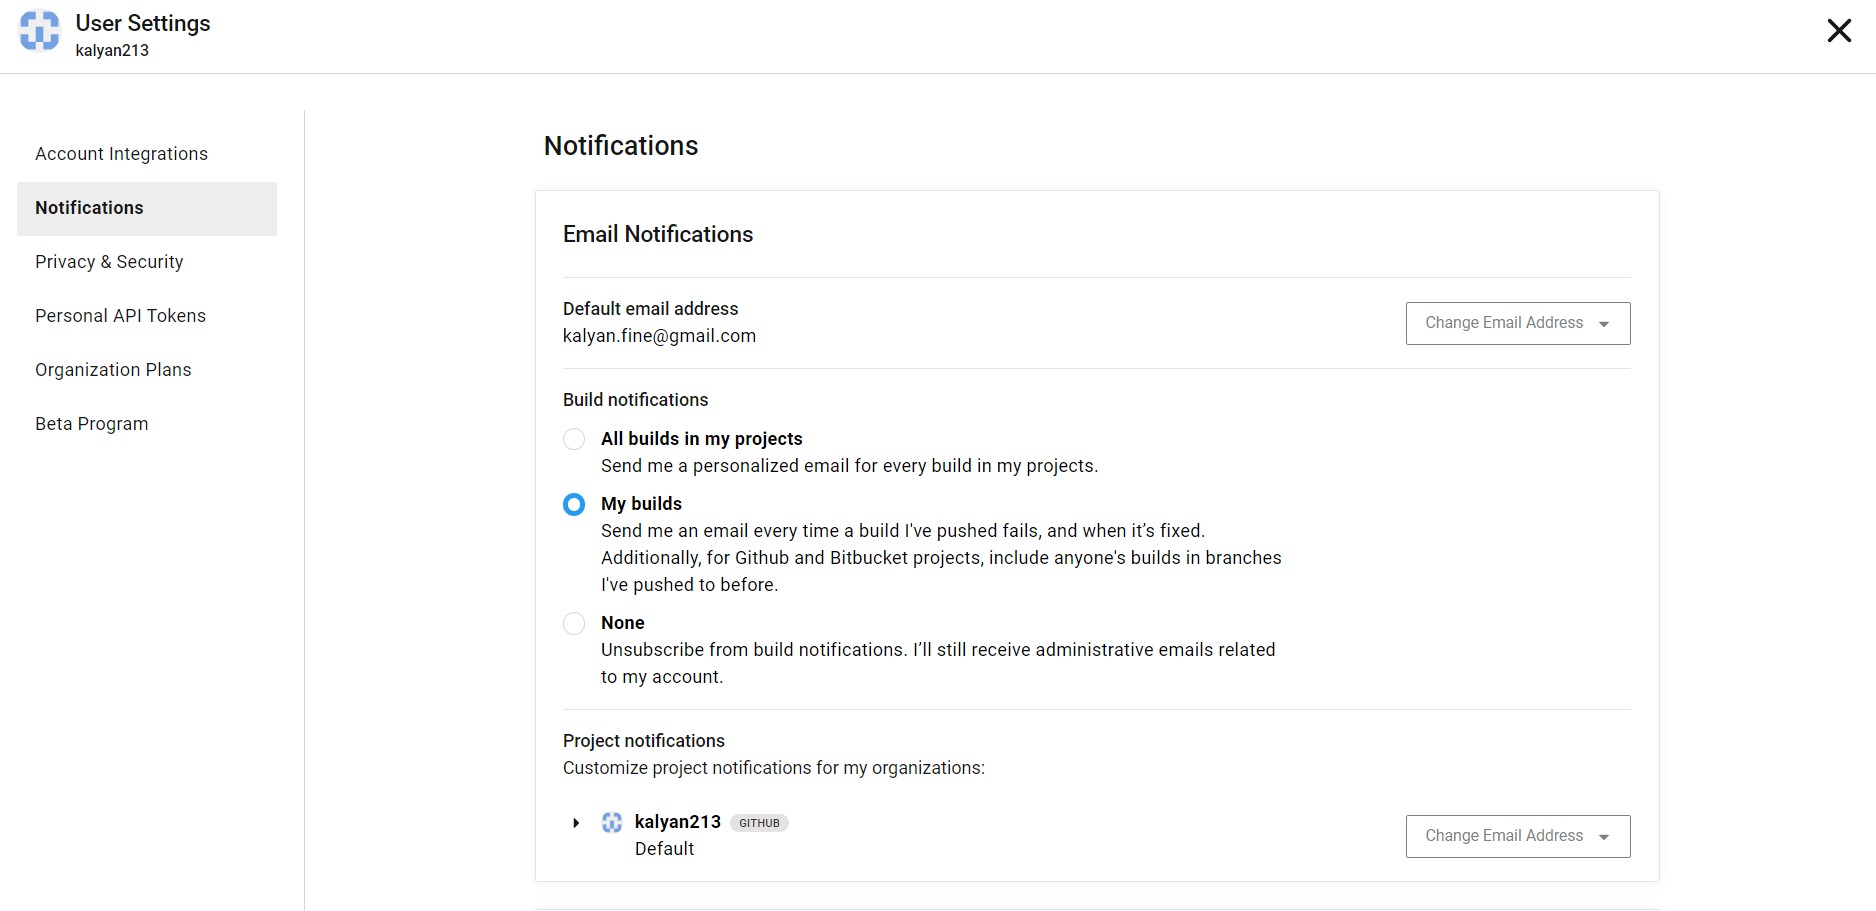 User Settings
kalyan213
Account Integrations
Notifications
Privacy & Security
Personal API Tokens
Organization Plans
Beta Program
Notifications
Email Notifications
Default email address
kalyan.fine@gmail.com
Change Email Address
Build notifications
All builds in my projects
Send me a personalized email for every build in my projects.
My builds
Send me an email every time a build I've pushed fails, and when it’s fixed.
Additionally, for Github and Bitbucket projects, include anyone's builds in branches
I've pushed to before.
None
Unsubscribe from build notifications. I’ll still receive administrative emails related
to my account.
Project notifications
Customize project notifications for my organizations:
kalyan213 GITHUB
Default
Change Email Address